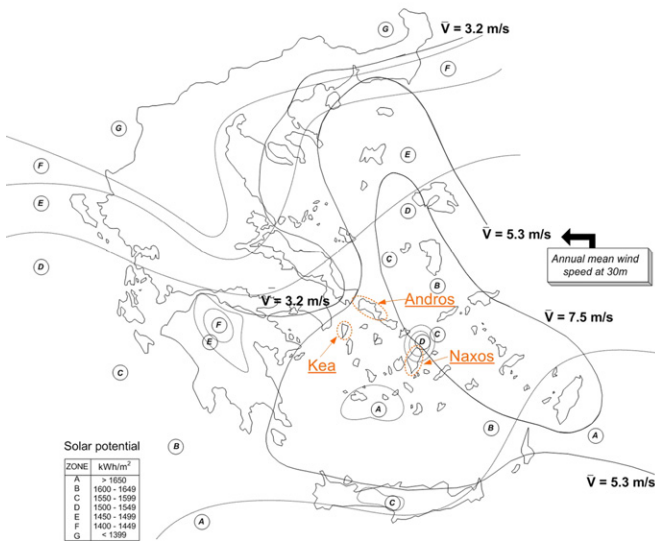 G
V̄ = 3.2 m/s
F
G
E
F
E
D
D
C
V̄ = 5.3 m/s
Annual mean wind
speed at 30m
B
V̄ = 3.2 m/s
Andros
V̄ = 7.5 m/s
F
E
C
D
Kea
Naxos
C
A
B
A
B
Solar potential
ZONE kWh/m²
A > 1650
B 1600 - 1649
C 1550 - 1599
D 1500 - 1549
E 1450 - 1499
F 1400 - 1449
G < 1399
V̄ = 5.3 m/s
C
A